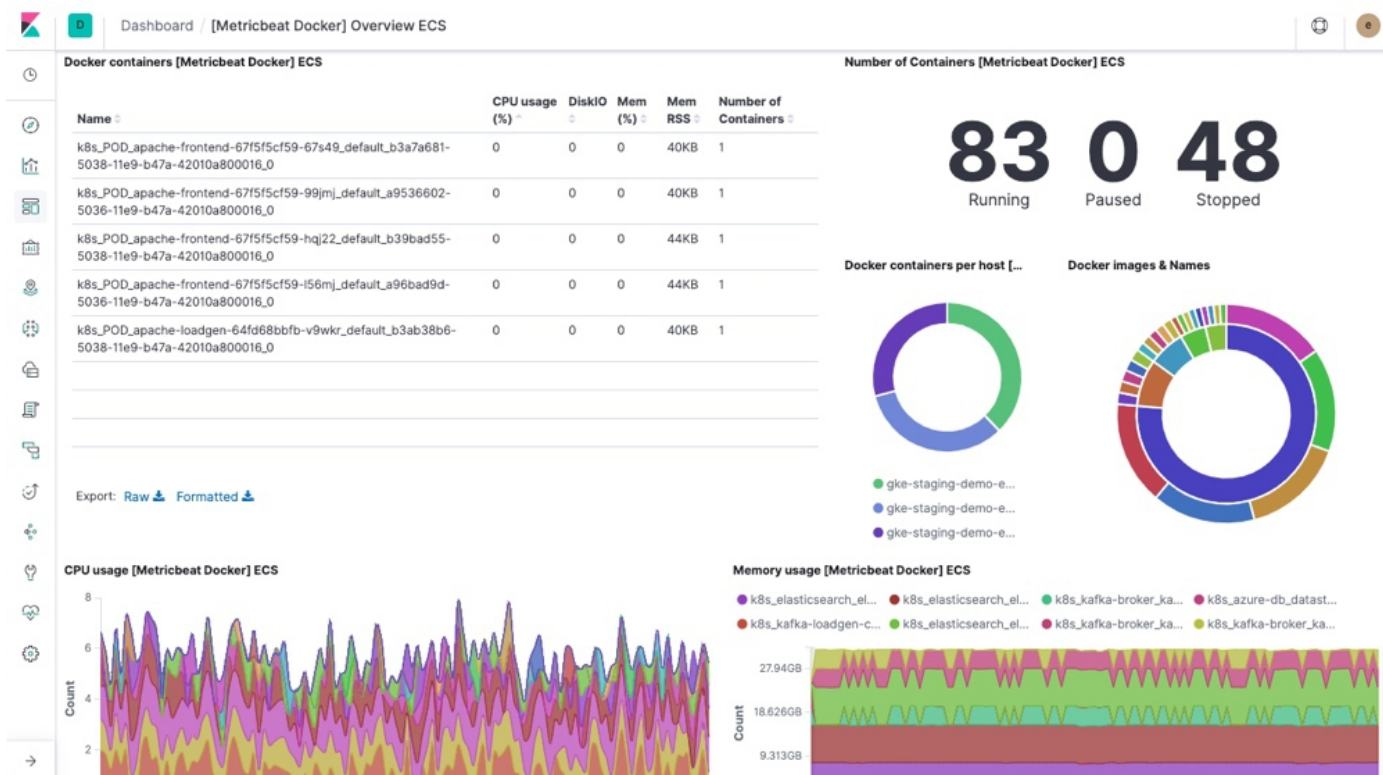 D Dashboard / [Metricbeat Docker] Overview ECS e
Docker containers [Metricbeat Docker] ECS
Name
CPU usage (%)
DiskIO
Mem (%)
Mem RSS
Number of Containers
k8s_POD_apache-frontend-67f5f5cf59-67s49_default_b3a7a681-
5038-11e9-b47a-42010a800016_0
0 0 0 40KB 1
k8s_POD_apache-frontend-67f5f5cf59-99jmj_default_a9536602-
5036-11e9-b47a-42010a800016_0
0 0 0 40KB 1
k8s_POD_apache-frontend-67f5f5cf59-hqj22_default_b39bad55-
5038-11e9-b47a-42010a800016_0
0 0 0 44KB 1
k8s_POD_apache-frontend-67f5f5cf59-l56mj_default_a96bad9d-
5036-11e9-b47a-42010a800016_0
0 0 0 44KB 1
k8s_POD_apache-loadgen-64fd68bbfb-v9wkr_default_b3ab38b6-
5038-11e9-b47a-42010a800016_0
0 0 0 40KB 1
Export: Raw Formatted
Number of Containers [Metricbeat Docker] ECS
83 0 48
Running Paused Stopped
Docker containers per host [...
gke-staging-demo-e...
gke-staging-demo-e...
gke-staging-demo-e...
Docker images & Names
CPU usage [Metricbeat Docker] ECS
Count
8
6
4
2
Memory usage [Metricbeat Docker] ECS
k8s_elasticsearch_el... k8s_elasticsearch_el... k8s_kafka-broker_ka... k8s_azure-db_datast...
k8s_kafka-loadgen-c... k8s_elasticsearch_el... k8s_kafka-broker_ka... k8s_kafka-broker_ka...
Count
27.94GB
18.626GB
9.313GB